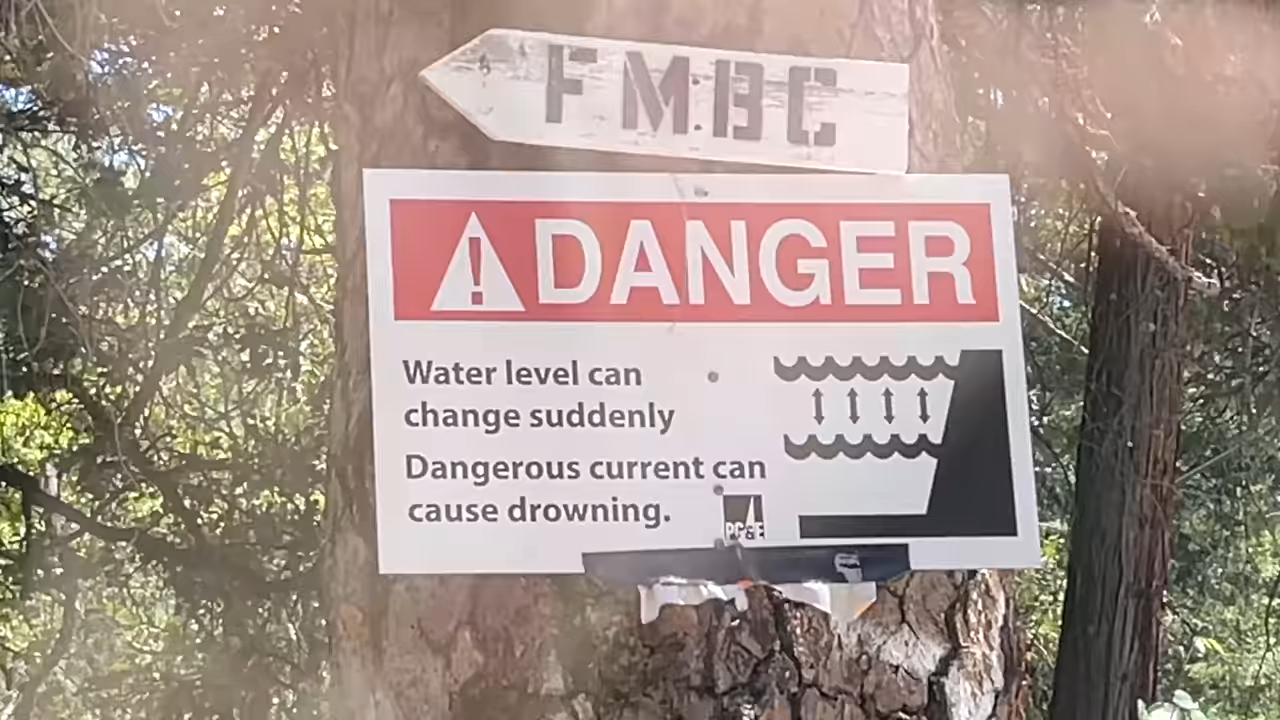 FMBC
DANGER
Water level can
change suddenly
Dangerous current can
cause drowning.
PG&E